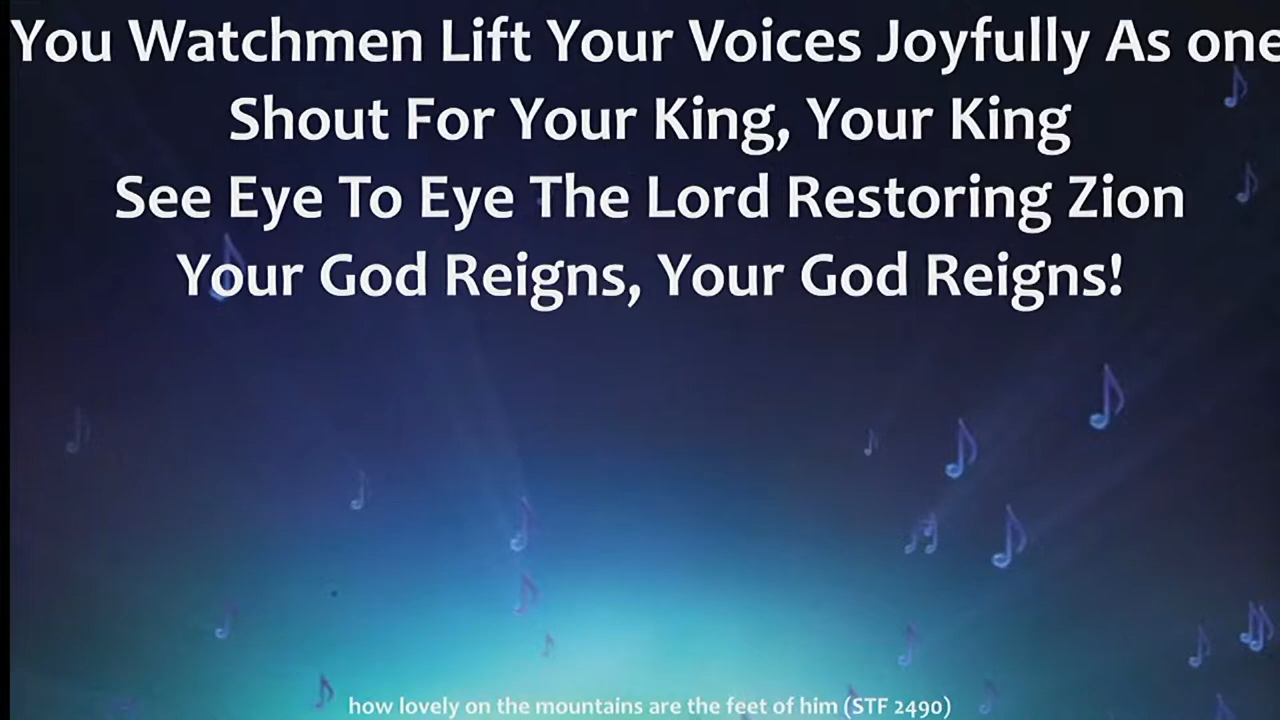 You Watchmen Lift Your Voices Joyfully As one
Shout For Your King, Your King
See Eye To Eye The Lord Restoring Zion
Your God Reigns, Your God Reigns!
how lovely on the mountains are the feet of him (STF 2490)